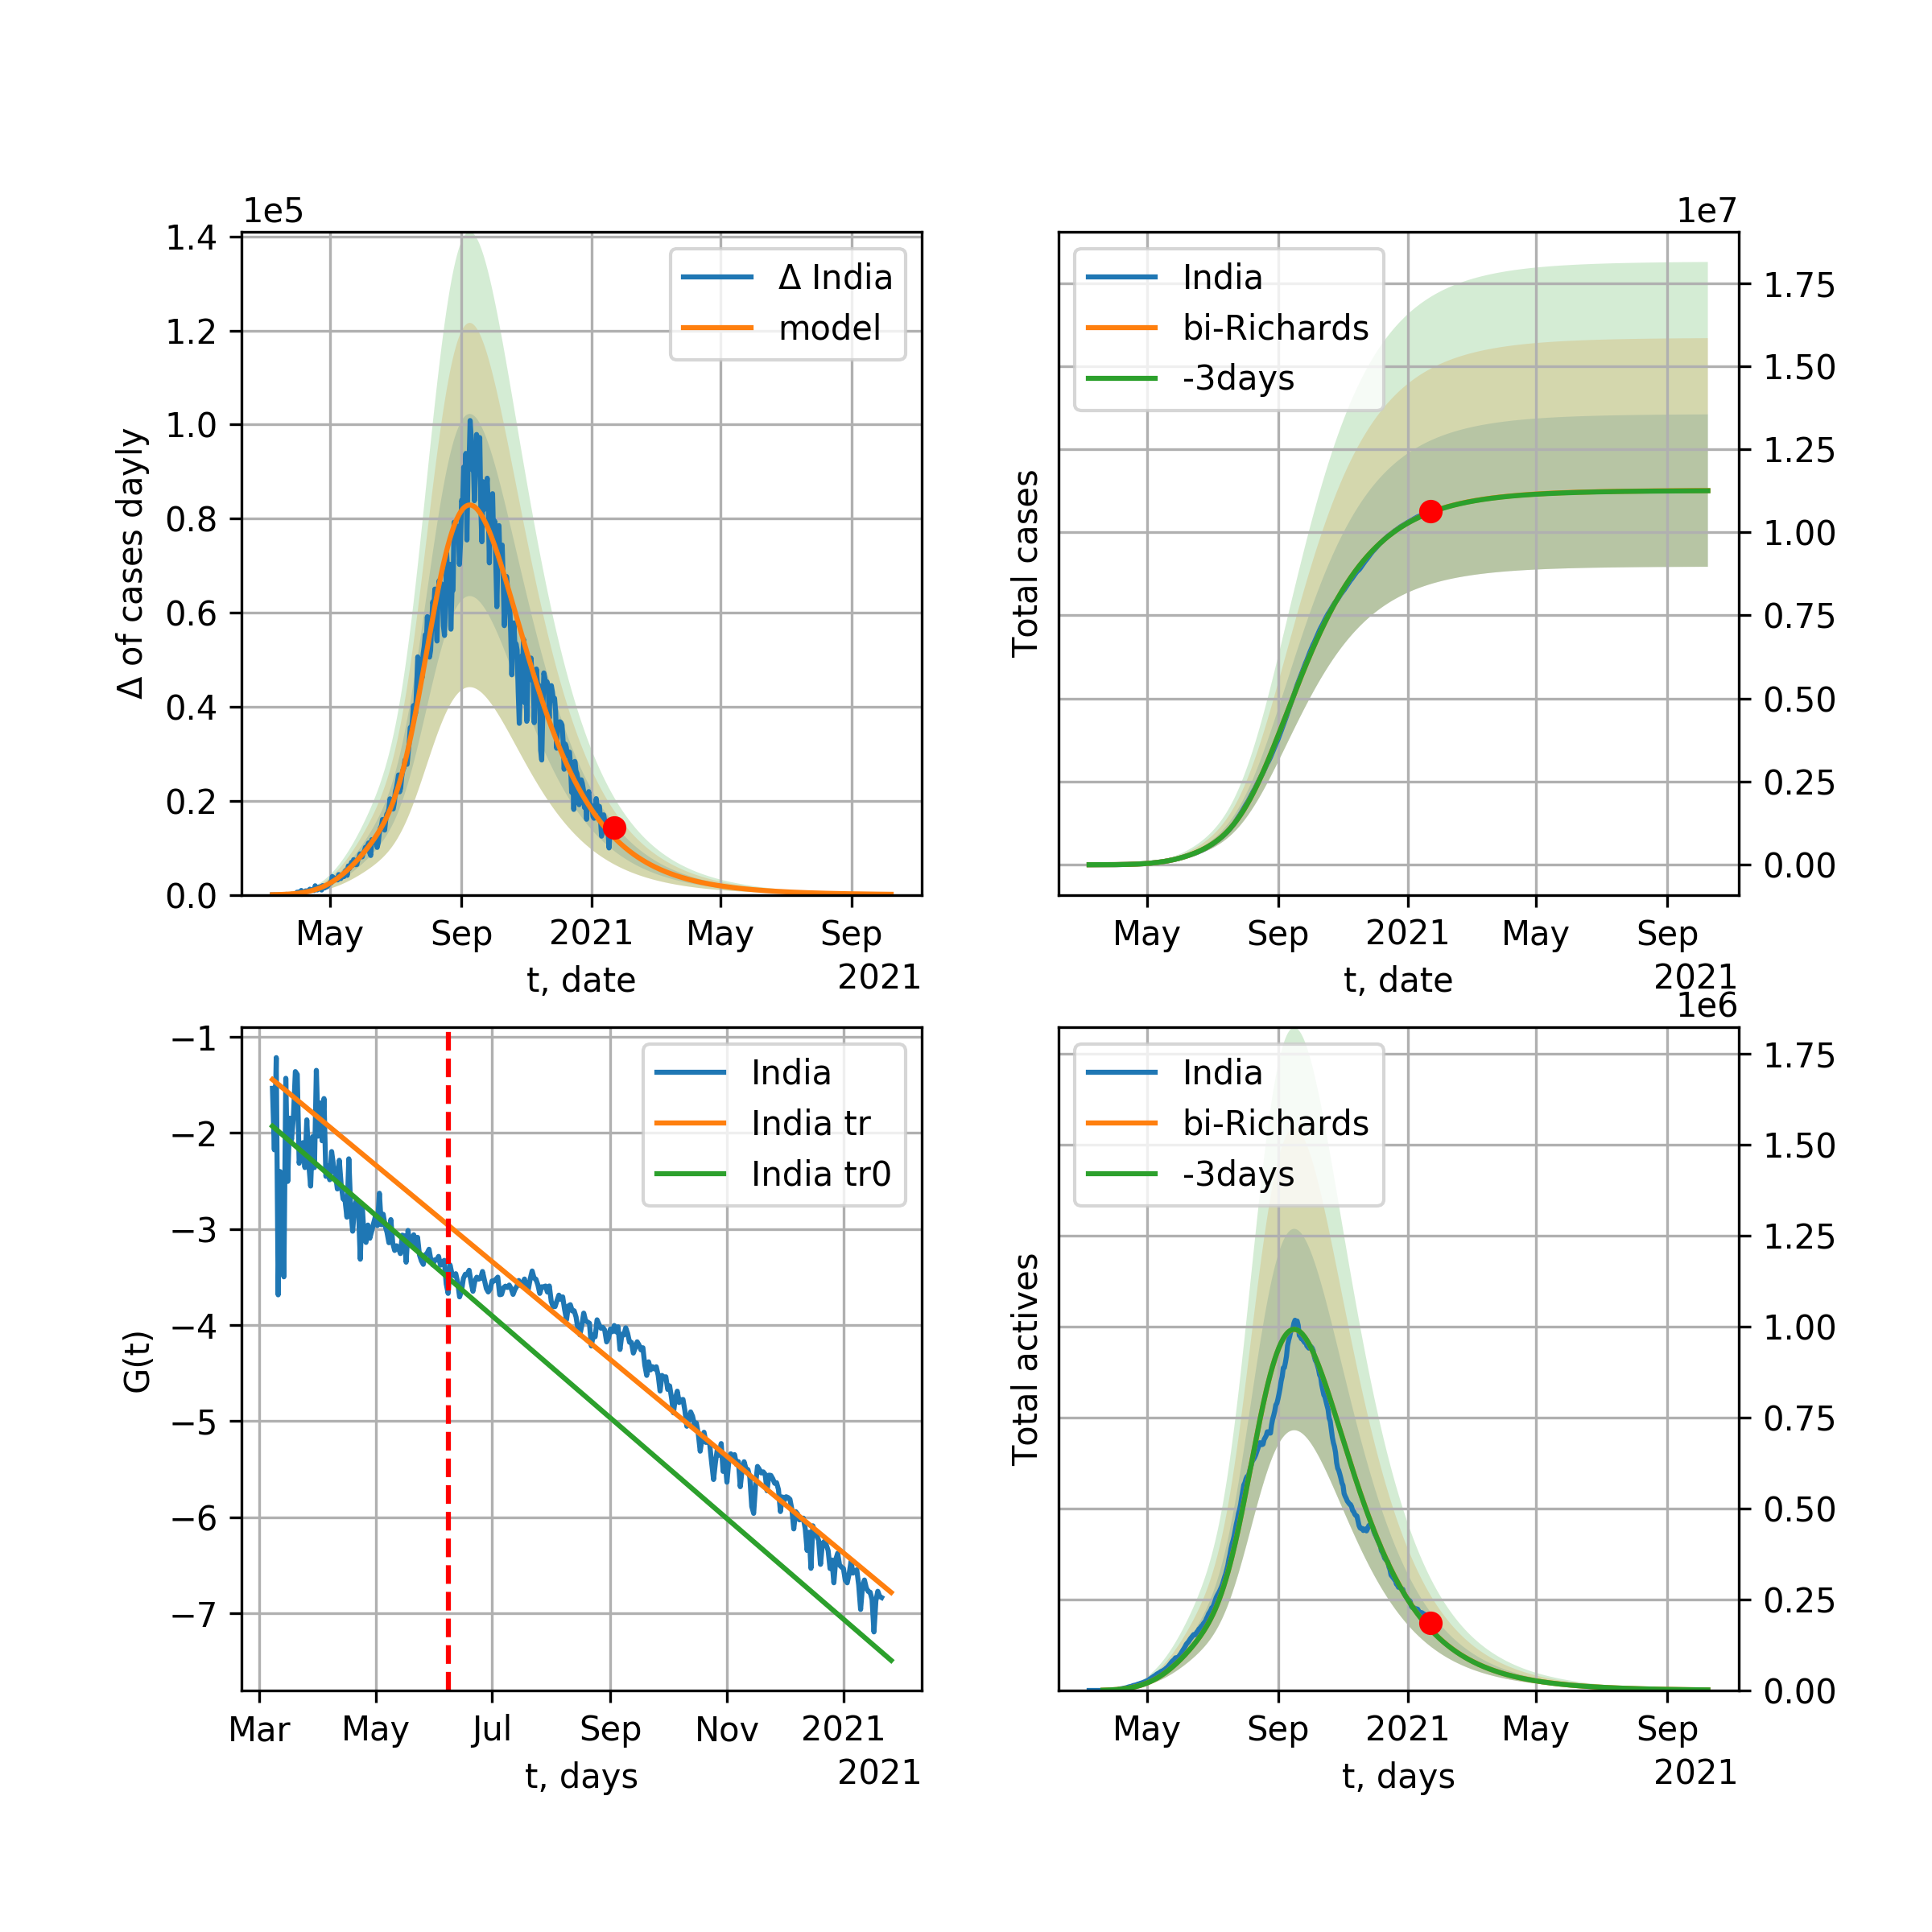 1e5
1.4
1.2
1.0
0.8
0.6
0.4
0.2
0.0
Δ of cases dayly
Δ India
model
May Sep 2021 May Sep
t, date
2021
1e7
India
bi-Richards
-3days
Total cases
1.75
1.50
1.25
1.00
0.75
0.50
0.25
0.00
May Sep 2021 May Sep
t, date
2021
−1
−2
−3
−4
−5
−6
−7
G(t)
India
India tr
India tr0
Mar May Jul Sep Nov 2021
t, days
2021
1e6
India
bi-Richards
-3days
Total actives
1.75
1.50
1.25
1.00
0.75
0.50
0.25
0.00
May Sep 2021 May Sep
t, days
2021